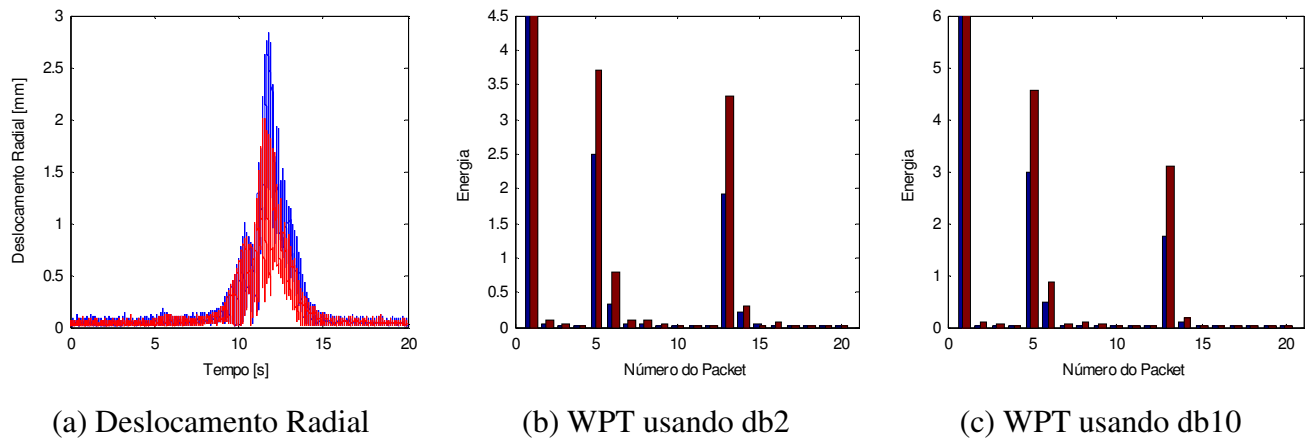 3
2.5
2
1.5
1
0.5
0
0 5 10 15 20
Deslocamento Radial [mm]
Tempo [s]
4.5
4
3.5
3
2.5
2
1.5
1
0.5
0
0 5 10 15 20
Energia
Número do Packet
6
5
4
3
2
1
0
0 5 10 15 20
Energia
Número do Packet
(a) Deslocamento Radial
(b) WPT usando db2
(c) WPT usando db10